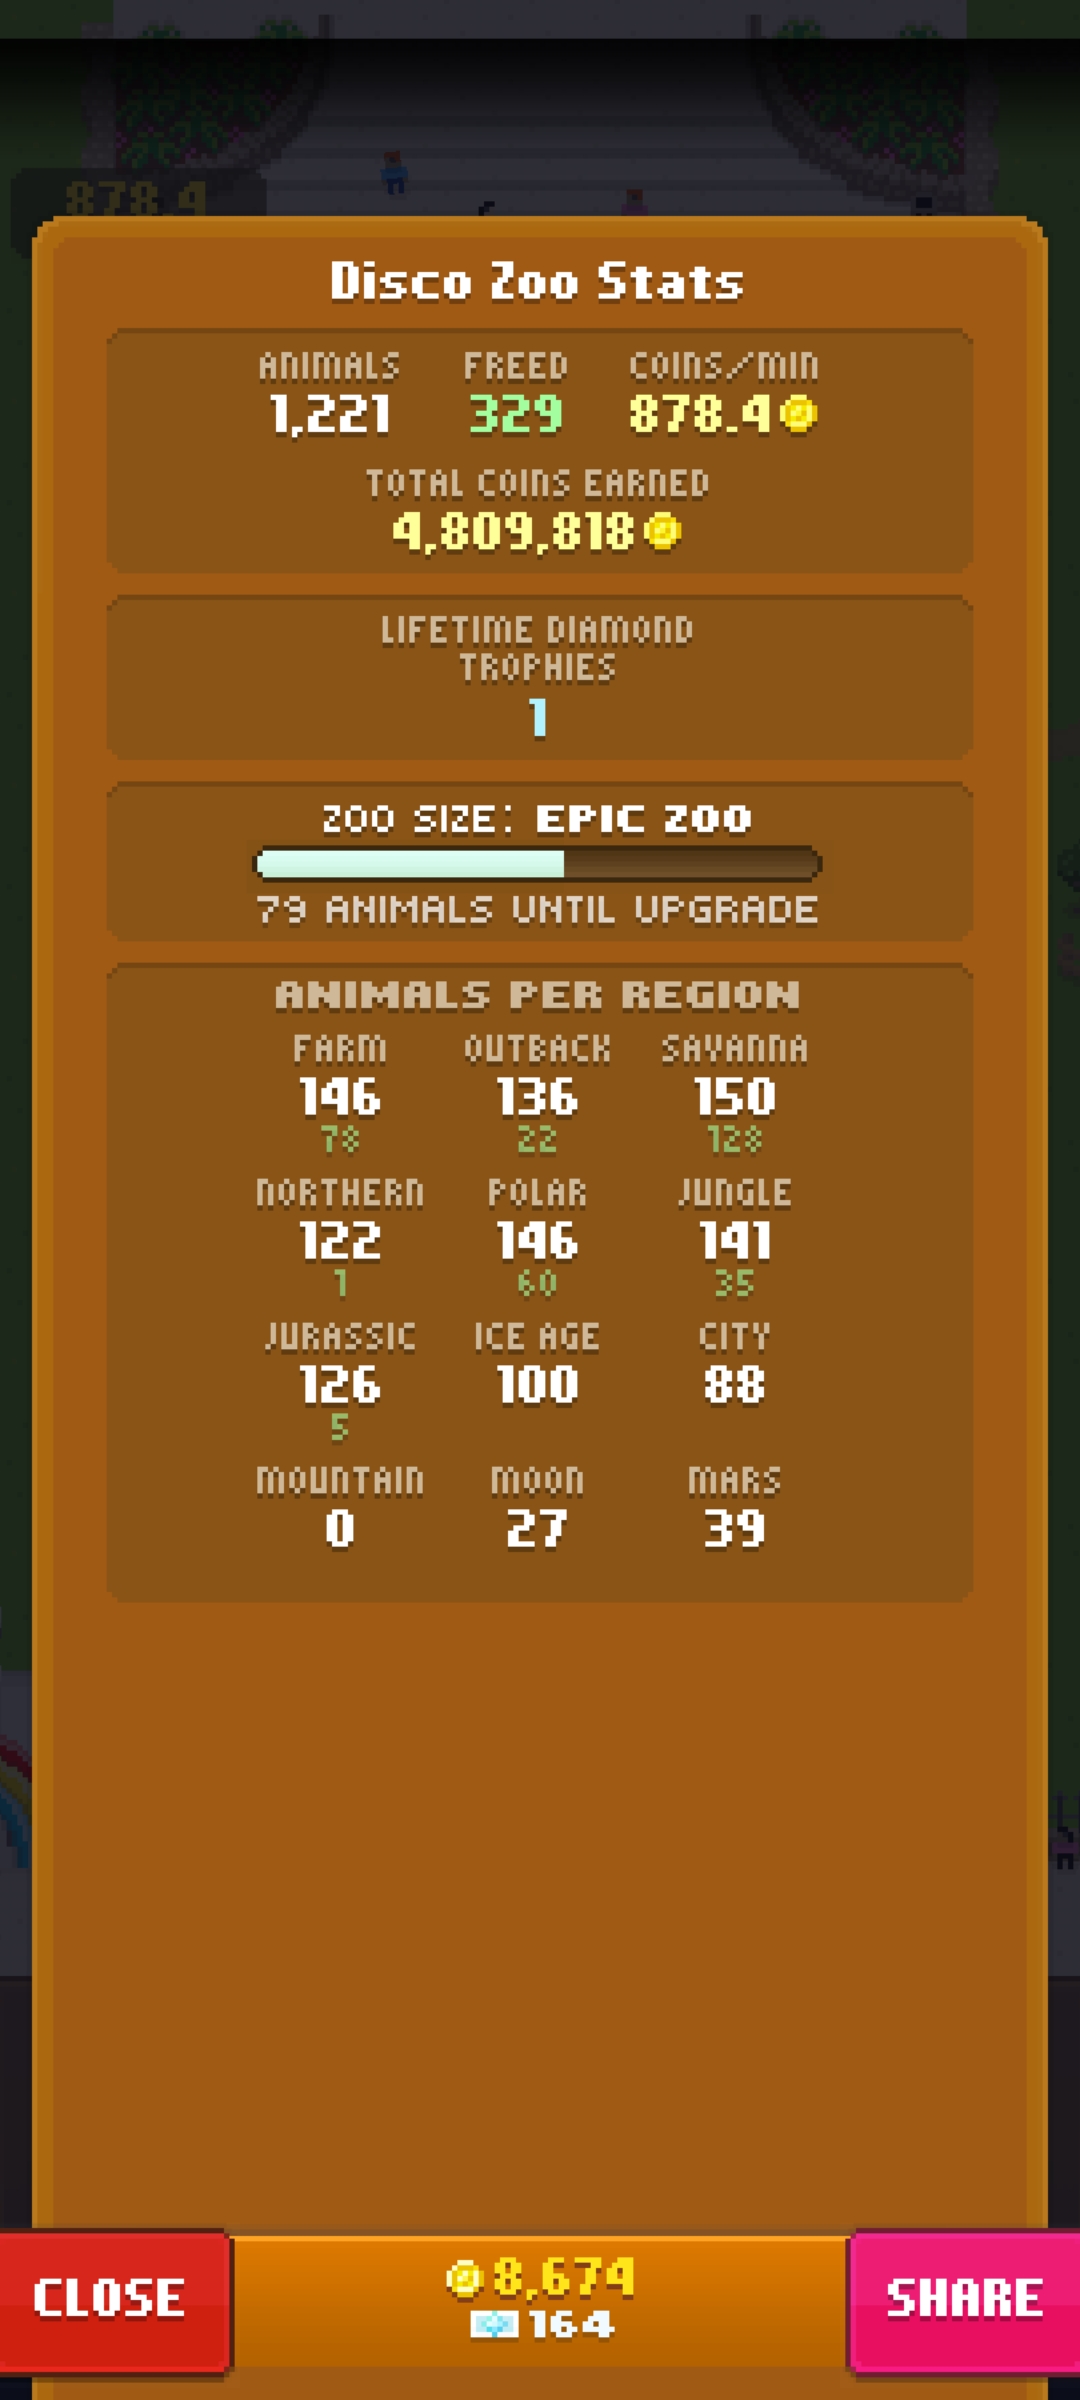 878.4
Disco Zoo Stats
ANIMALS FREED COINS/MIN
1,221 329 878.4
TOTAL COINS EARNED
4,809,818
LIFETIME DIAMOND
TROPHIES
1
ZOO SIZE: EPIC ZOO
79 ANIMALS UNTIL UPGRADE
ANIMALS PER REGION
FARM OUTBACK SAVANNA
146 136 150
78 22 128
NORTHERN POLAR JUNGLE
122 146 141
1 60 35
JURASSIC ICE AGE CITY
126 100 88
5
MOUNTAIN MOON MARS
0 27 39
CLOSE 8,674 SHARE
164